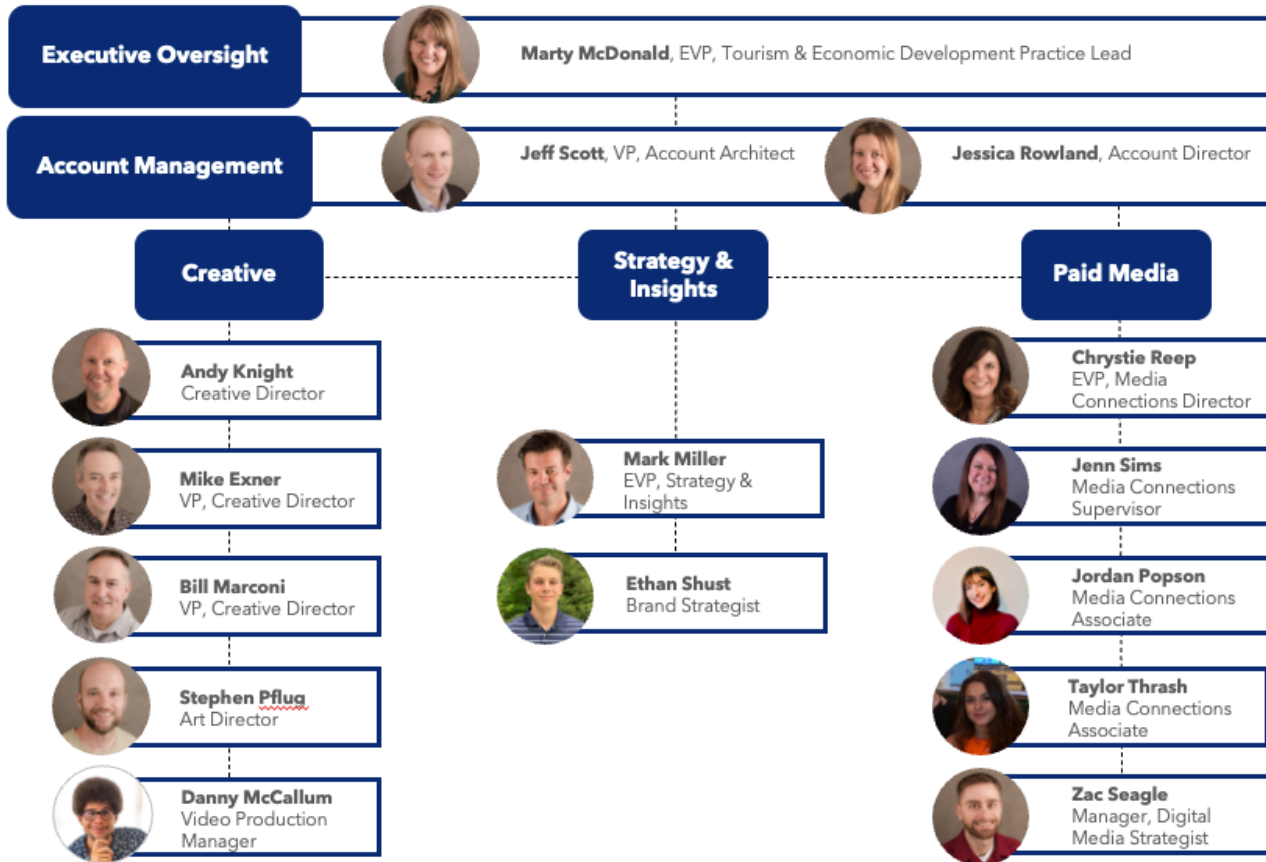 Executive Oversight
Marty McDonald, EVP, Tourism & Economic Development Practice Lead
Account Management
Jeff Scott, VP, Account Architect
Jessica Rowland, Account Director
Creative
Strategy &
Insights
Paid Media
Andy Knight
Creative Director
Mike Exner
VP, Creative Director
Bill Marconi
VP, Creative Director
Stephen Pflug
Art Director
Danny McCallum
Video Production
Manager
Mark Miller
EVP, Strategy &
Insights
Ethan Shust
Brand Strategist
Chrystie Reep
EVP, Media
Connections Director
Jenn Sims
Media Connections
Supervisor
Jordan Popson
Media Connections
Associate
Taylor Thrash
Media Connections
Associate
Zac Seagle
Manager, Digital
Media Strategist